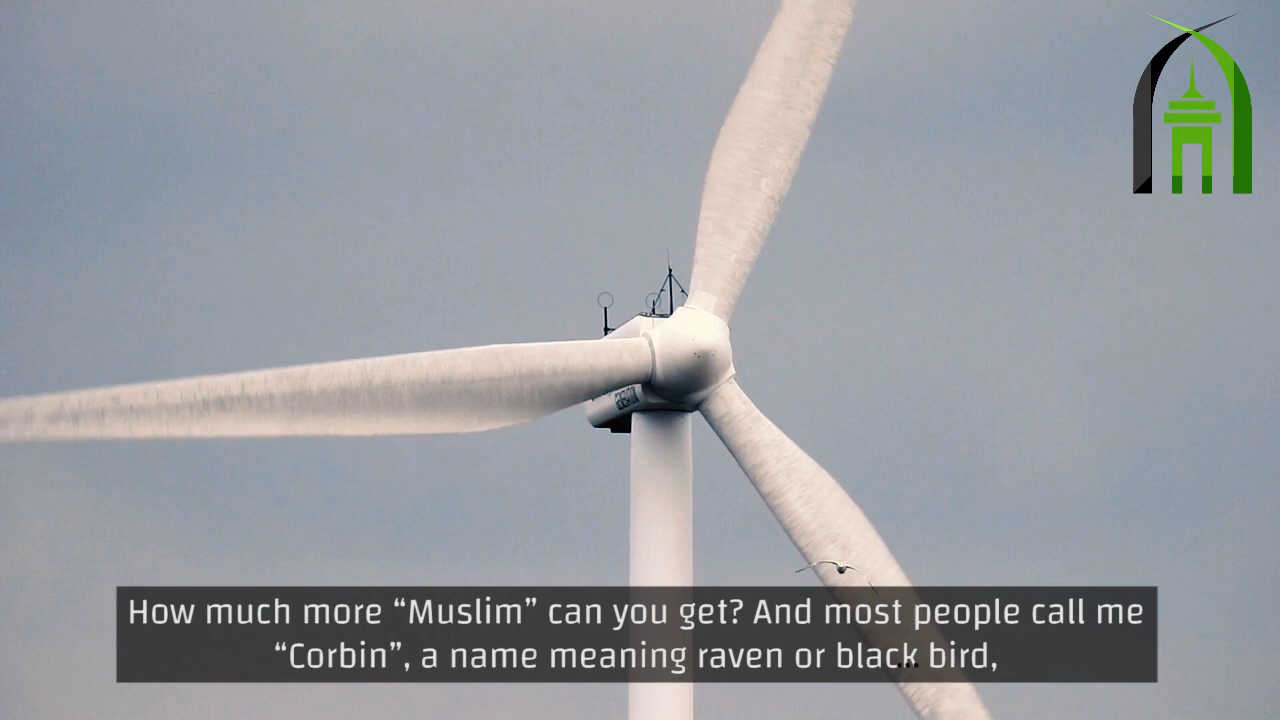 How much more “Muslim” can you get? And most people call me
“Corbin”, a name meaning raven or black bird,